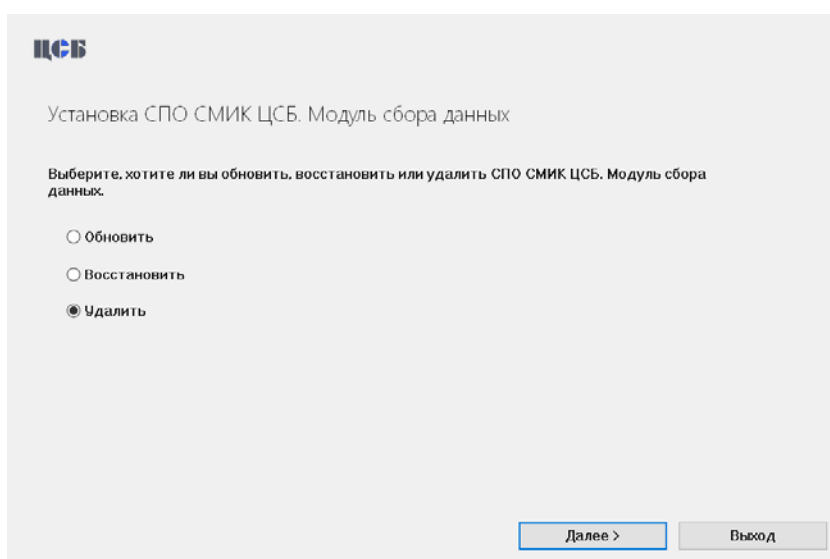 ЦСБ
Установка СПО СМИК ЦСБ. Модуль сбора данных
Выберите, хотите ли вы обновить, восстановить или удалить СПО СМИК ЦСБ. Модуль сбора
данных.
Обновить
Восстановить
Удалить
Далее >
Выход